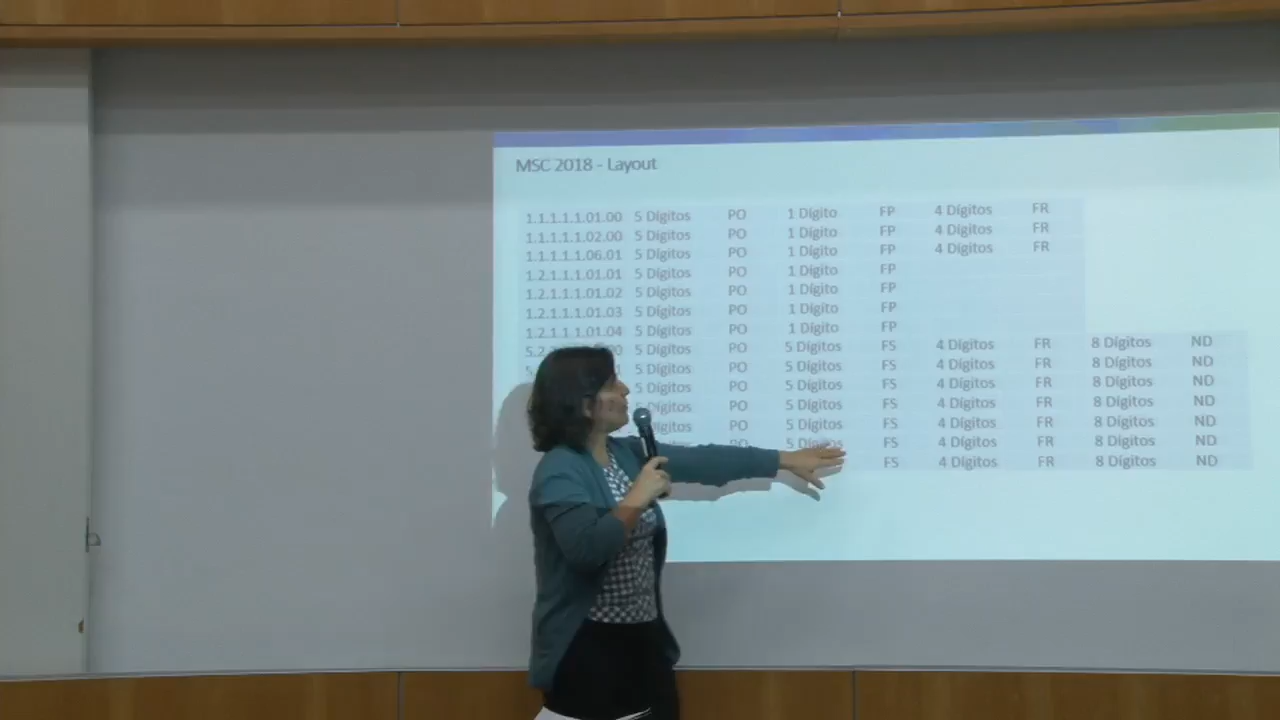 MSC 2018 - Layout
1.1.1.1.1.01.00 5 Dígitos PO 1 Dígito FP 4 Dígitos FR
1.1.1.1.1.02.00 5 Dígitos PO 1 Dígito FP 4 Dígitos FR
1.1.1.1.1.06.01 5 Dígitos PO 1 Dígito FP 4 Dígitos FR
1.2.1.1.1.01.01 5 Dígitos PO 1 Dígito FP
1.2.1.1.1.01.02 5 Dígitos PO 1 Dígito FP
1.2.1.1.1.01.03 5 Dígitos PO 1 Dígito FP
1.2.1.1.1.01.04 5 Dígitos PO 1 Dígito FP
5 Dígitos PO 5 Dígitos FS 4 Dígitos FR 8 Dígitos ND
5 Dígitos PO 5 Dígitos FS 4 Dígitos FR 8 Dígitos ND
5 Dígitos PO 5 Dígitos FS 4 Dígitos FR 8 Dígitos ND
Dígitos PO 5 Dígitos FS 4 Dígitos FR 8 Dígitos ND
PO 5 Dígitos FS 4 Dígitos FR 8 Dígitos ND
PO 5 Dígitos FS 4 Dígitos FR 8 Dígitos ND
FS 4 Dígitos FR 8 Dígitos ND